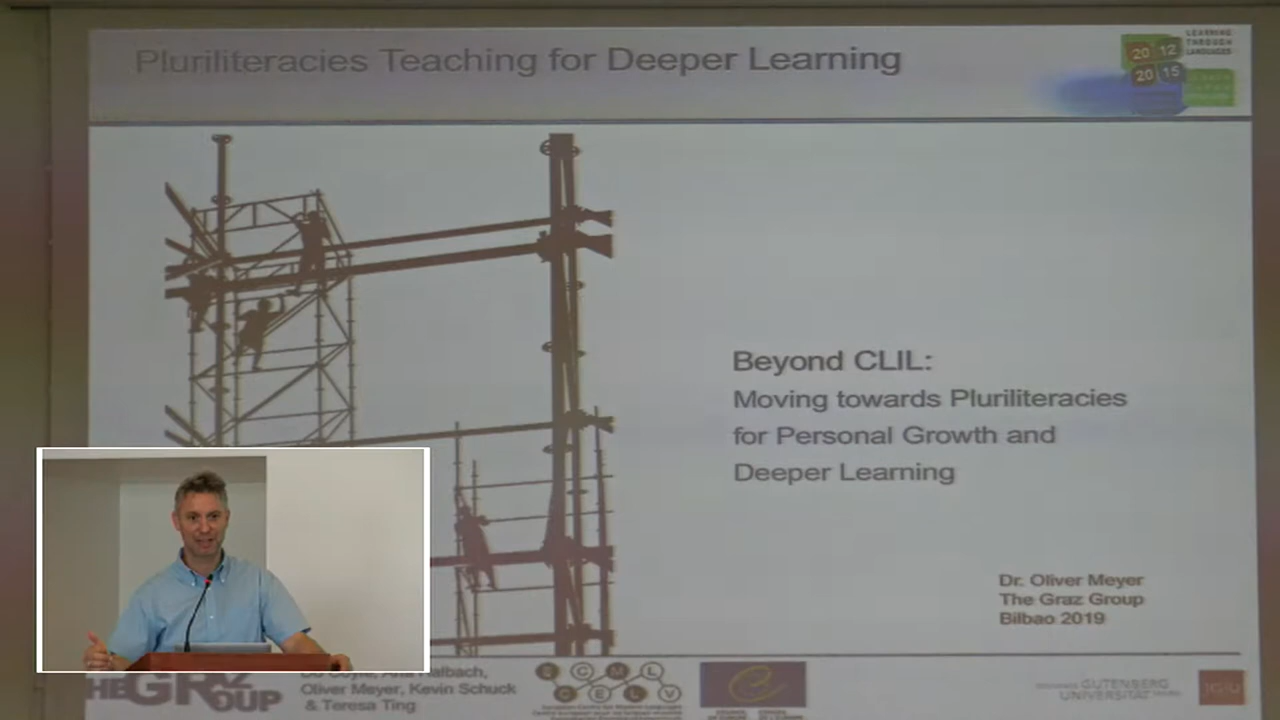 Pluriliteracies Teaching for Deeper Learning
20 12
20 15
LEARNING
THROUGH
LANGUAGES
Beyond CLIL:
Moving towards Pluriliteracies
for Personal Growth and
Deeper Learning
Dr. Oliver Meyer
The Graz Group
Bilbao 2019
Oliver Meyer, Kevin Schuck
& Teresa Ting
E C M L
C E L V
GUTENBERG
UNIVERSITÄT
JG|U